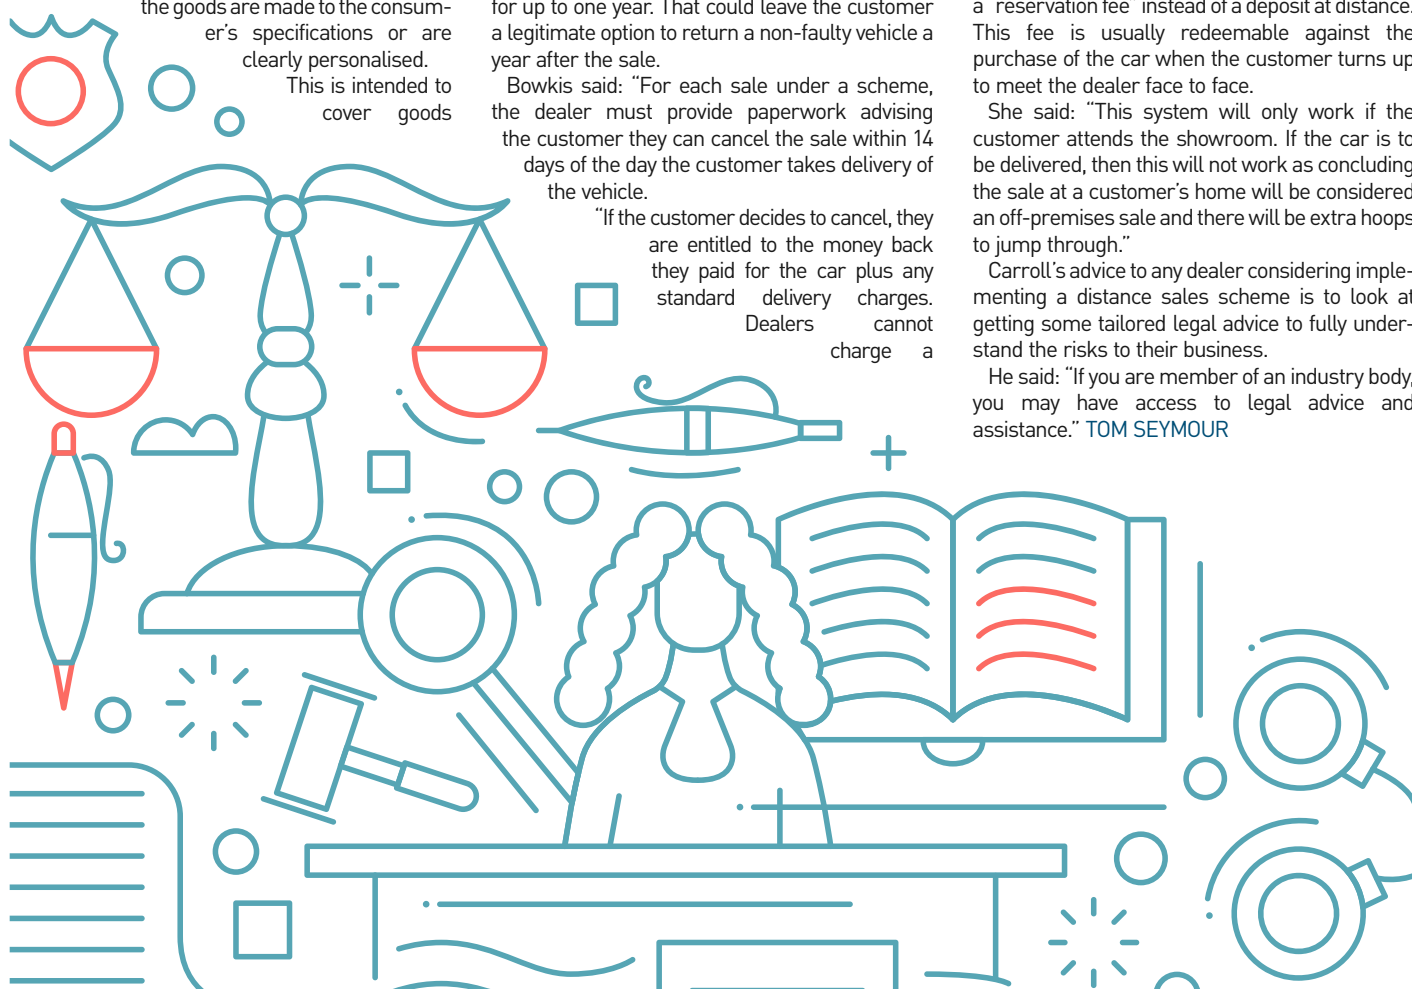 the goods are made to the consum-
er's specifications or are
clearly personalised.
This is intended to
cover goods
for up to one year. That could leave the customer
a legitimate option to return a non-faulty vehicle a
year after the sale.
Bowkis said: “For each sale under a scheme,
the dealer must provide paperwork advising
the customer they can cancel the sale within 14
days of the day the customer takes delivery of
the vehicle.
“If the customer decides to cancel, they
are entitled to the money back
they paid for the car plus any
standard delivery charges.
Dealers cannot
charge a
a “reservation fee” instead of a deposit at distance.
This fee is usually redeemable against the
purchase of the car when the customer turns up
to meet the dealer face to face.
She said: “This system will only work if the
customer attends the showroom. If the car is to
be delivered, then this will not work as concluding
the sale at a customer's home will be considered
an off-premises sale and there will be extra hoops
to jump through.”
Carroll's advice to any dealer considering imple-
menting a distance sales scheme is to look at
getting some tailored legal advice to fully under-
stand the risks to their business.
He said: “If you are member of an industry body,
you may have access to legal advice and
assistance.” TOM SEYMOUR